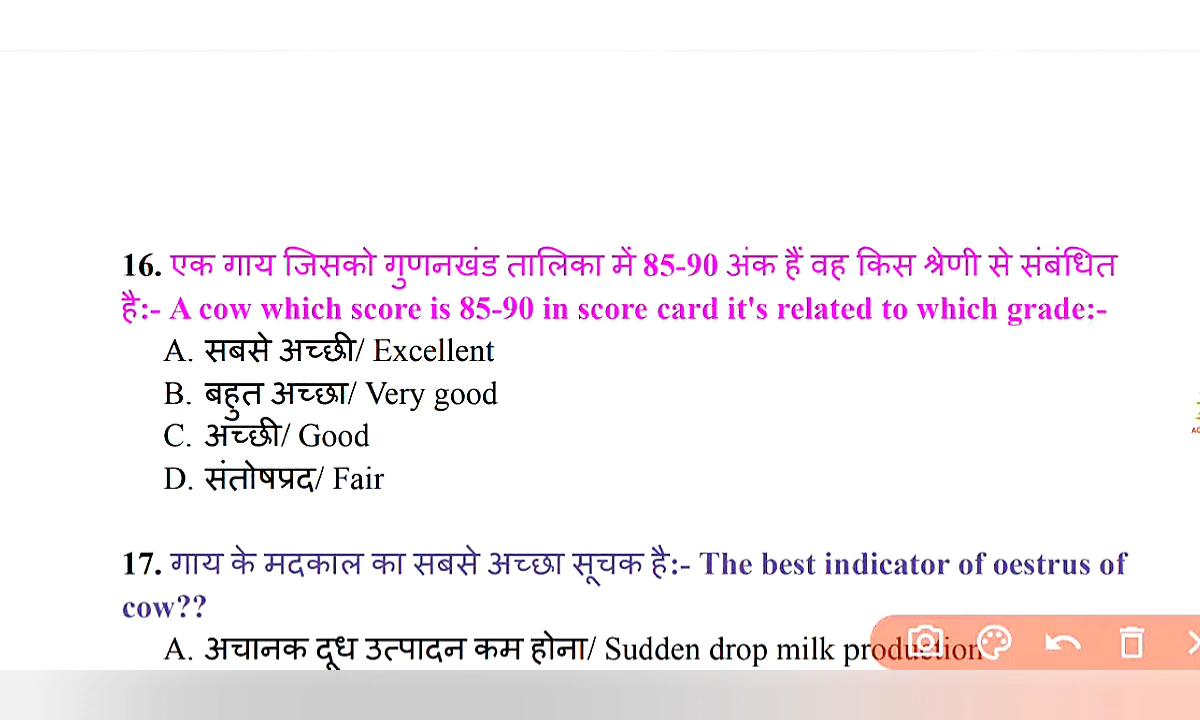 16. एक गाय जिसको गुणनखंड तालिका में 85-90 अंक हैं वह किस श्रेणी से संबंधित
है:- A cow which score is 85-90 in score card it's related to which grade:-
A. सबसे अच्छी/ Excellent
B. बहुत अच्छा/ Very good
C. अच्छी/ Good
D. संतोषप्रद/ Fair
17. गाय के मदकाल का सबसे अच्छा सूचक है:- The best indicator of oestrus of
cow??
A. अचानक दूध उत्पादन कम होना/ Sudden drop milk production